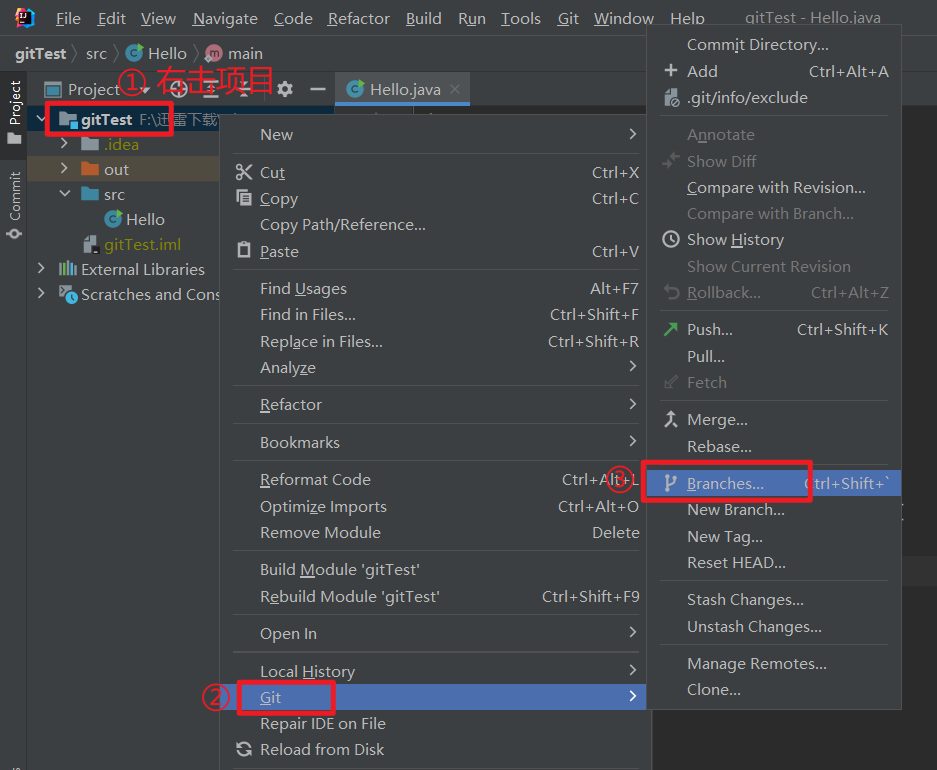 File Edit View Navigate Code Refactor Build Run Tools Git Window Help gitTest - Hello.java
gitTest src Hello main
Project
Commit
Project
① 右击项目
Hello.java
gitTest F:\迅雷下载\
.idea
out
src
Hello
gitTest.iml
External Libraries
Scratches and Cons
New
Cut Ctrl+X
Copy Ctrl+C
Copy Path/Reference...
Paste Ctrl+V
Find Usages Alt+F7
Find in Files... Ctrl+Shift+F
Replace in Files... Ctrl+Shift+R
Analyze
Refactor
Bookmarks
Reformat Code Ctrl+Alt+L
Optimize Imports Ctrl+Alt+O
Remove Module Delete
Build Module 'gitTest'
Rebuild Module 'gitTest' Ctrl+Shift+F9
Open In
Local History
② Git
Repair IDE on File
Reload from Disk
Commit Directory...
Add Ctrl+Alt+A
.git/info/exclude
Annotate
Show Diff
Compare with Revision...
Compare with Branch...
Show History
Show Current Revision
Rollback... Ctrl+Alt+Z
Push... Ctrl+Shift+K
Pull...
Fetch
Merge...
Rebase...
③ Branches... Ctrl+Shift+`
New Branch...
New Tag...
Reset HEAD...
Stash Changes...
Unstash Changes...
Manage Remotes...
Clone...